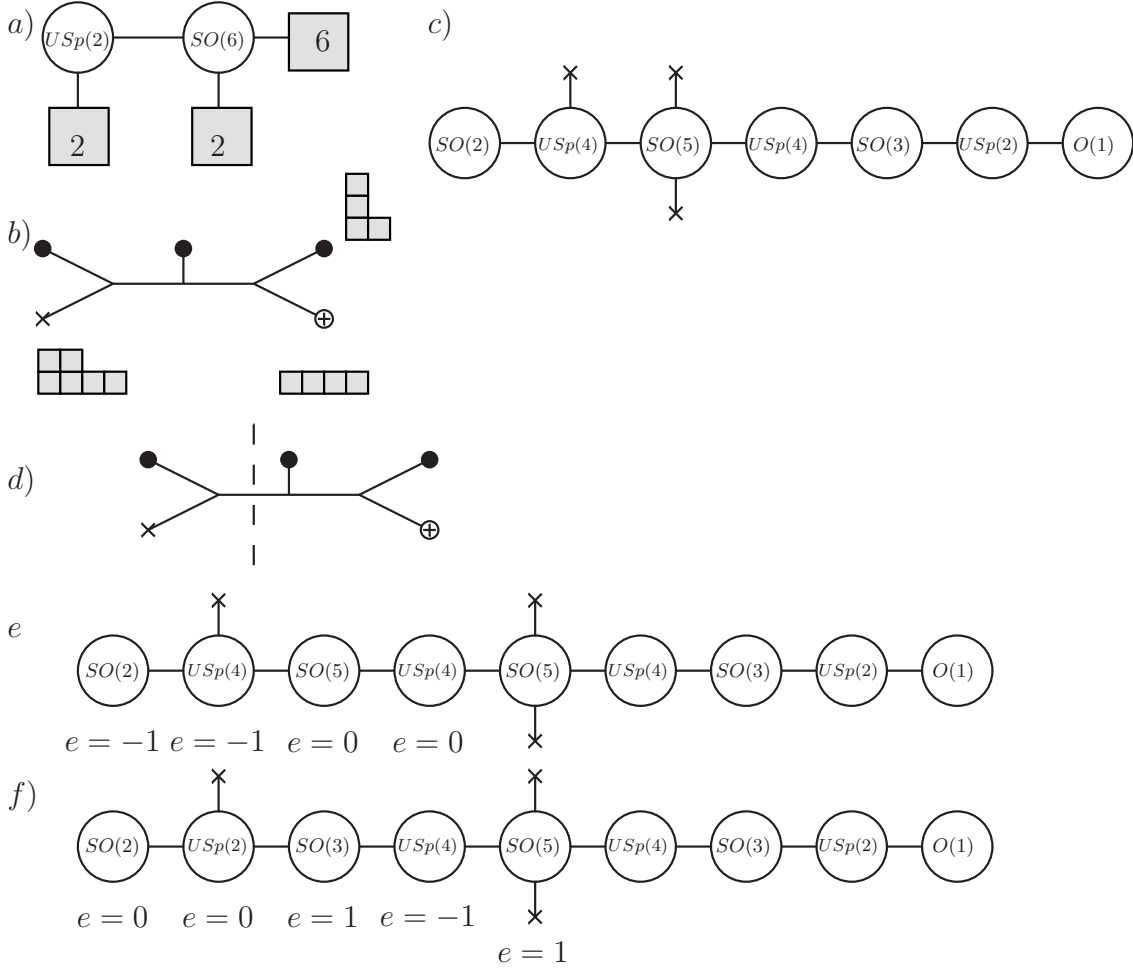 a)
USp(2) SO(6) 6
2 2
b)
c)
SO(2) USp(4) SO(5) USp(4) SO(3) USp(2) O(1)
d)
e
SO(2) USp(4) SO(5) USp(4) SO(5) USp(4) SO(3) USp(2) O(1)
e = −1 e = −1 e = 0 e = 0
f)
SO(2) USp(2) SO(3) USp(4) SO(5) USp(4) SO(3) USp(2) O(1)
e = 0 e = 0 e = 1 e = −1
e = 1